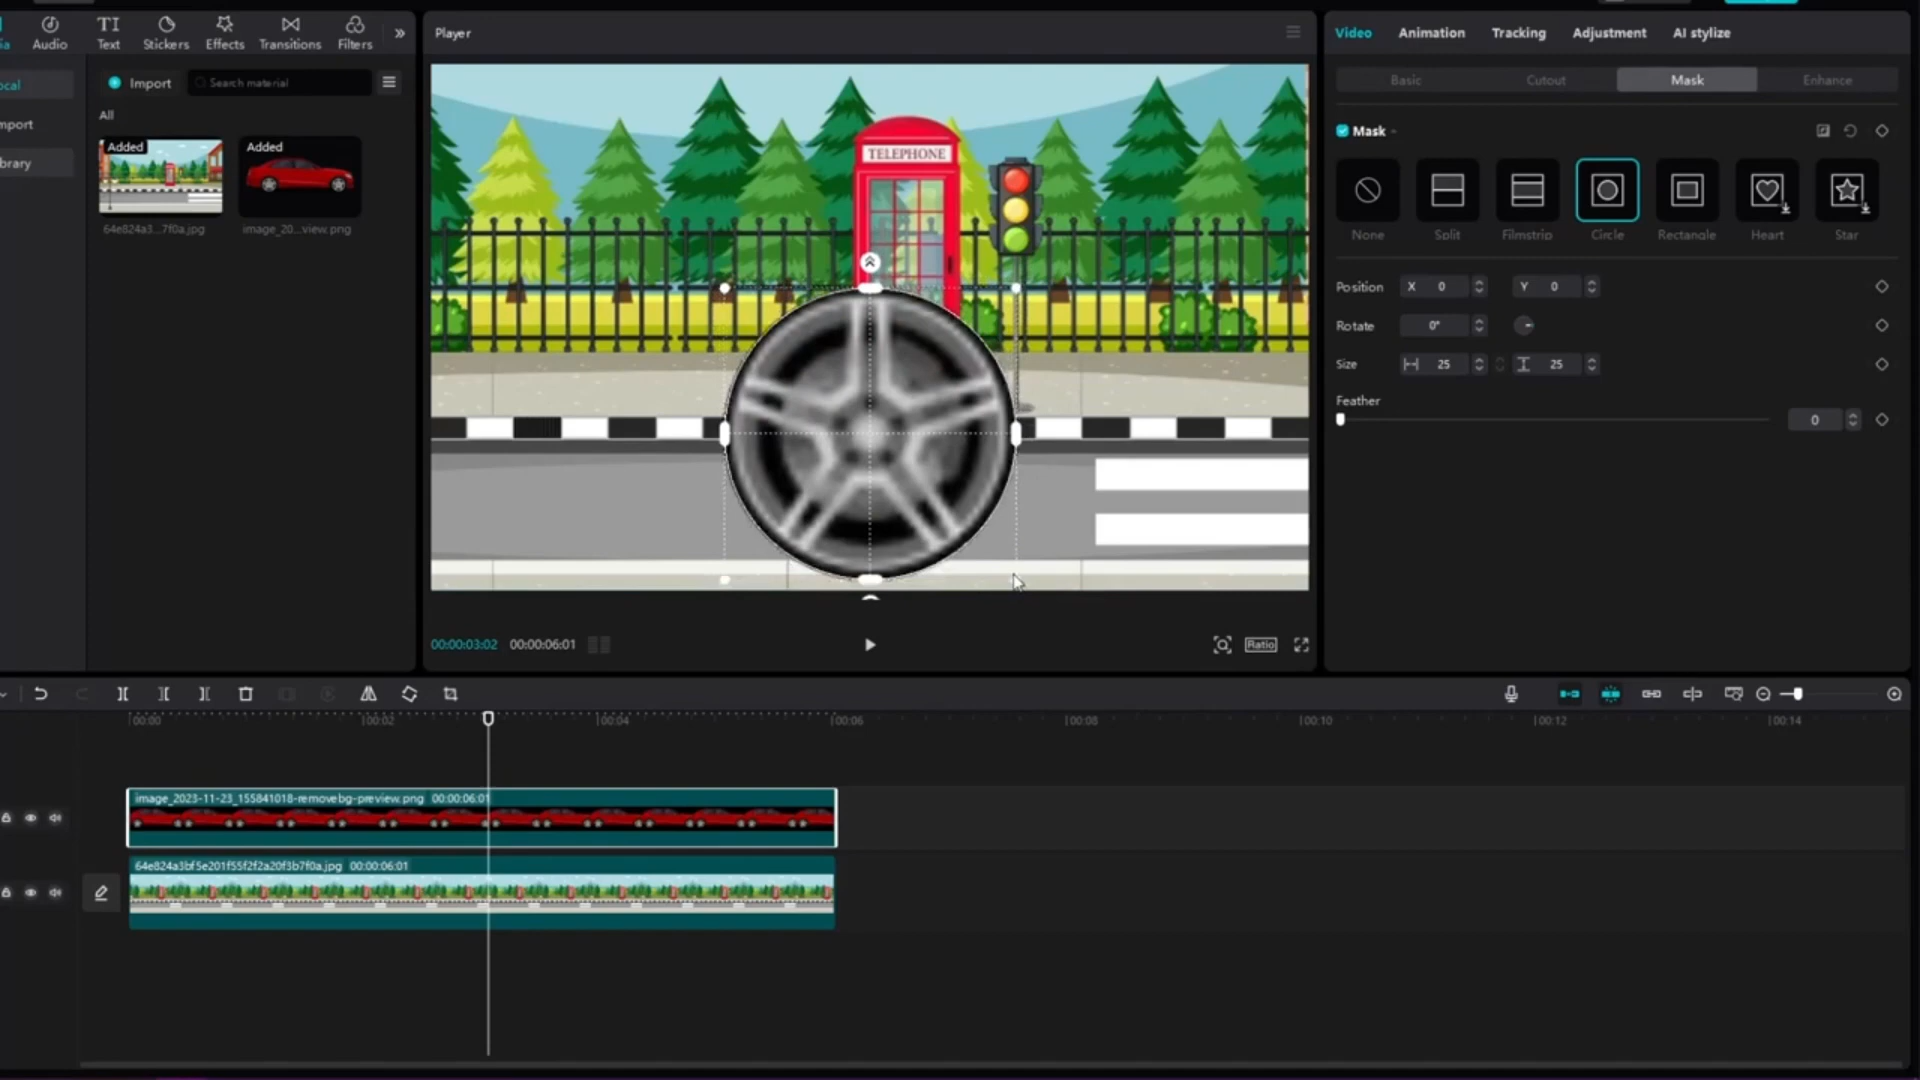 Audio
Text
Stickers
Effects
Transitions
Filters
Import
Search material
All
Added
64e824a3...7f0a.jpg
Added
image_20...view.png
Player
TELEPHONE
00:00:03:02 00:00:06:01
Ratio
Video Animation Tracking Adjustment AI stylize
Basic Cutout Mask Enhance
Mask
None Split Filmstrip Circle Rectangle Heart Star
Position X 0 Y 0
Rotate 0°
Size 25 25
Feather
0
00:00 00:02 00:04 00:06 00:08 00:10 00:12 00:14
image_2023-11-23_155841018-removebg-preview.png 00:00:06:01
64e824a3bf5e201f55f2f2a20f3b7f0a.jpg 00:00:06:01